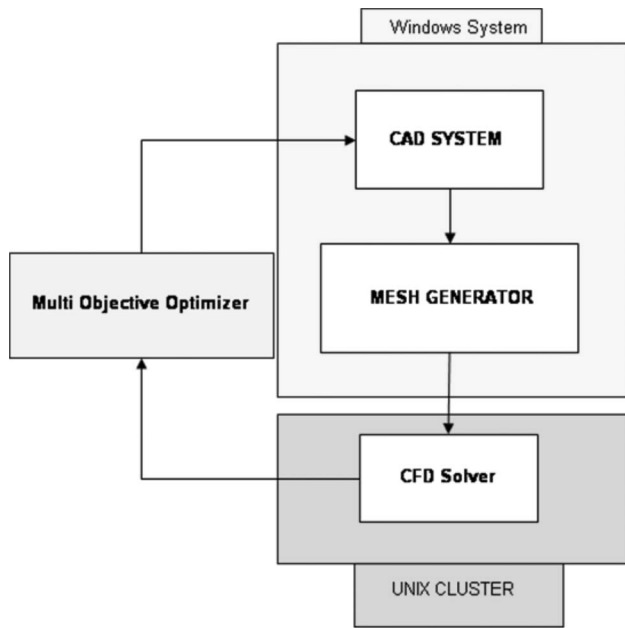 Windows System
CAD SYSTEM
MESH GENERATOR
Multi Objective Optimizer
CFD Solver
UNIX CLUSTER